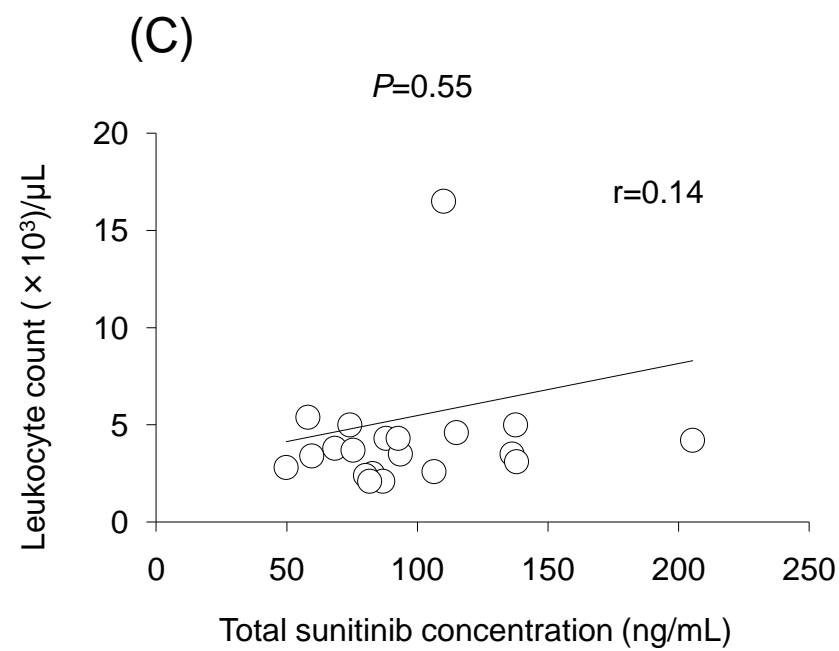 (C)
P=0.55
r=0.14
Leukocyte count (×10³)/μL
20
15
10
5
0
0 50 100 150 200 250
Total sunitinib concentration (ng/mL)